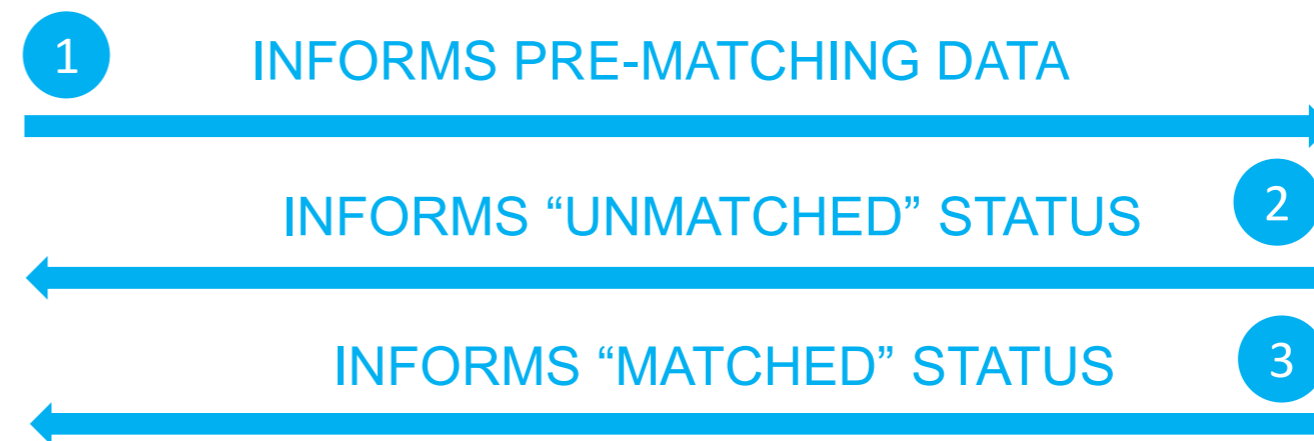 1 INFORMS PRE-MATCHING DATA
INFORMS “UNMATCHED” STATUS 2
INFORMS “MATCHED” STATUS 3